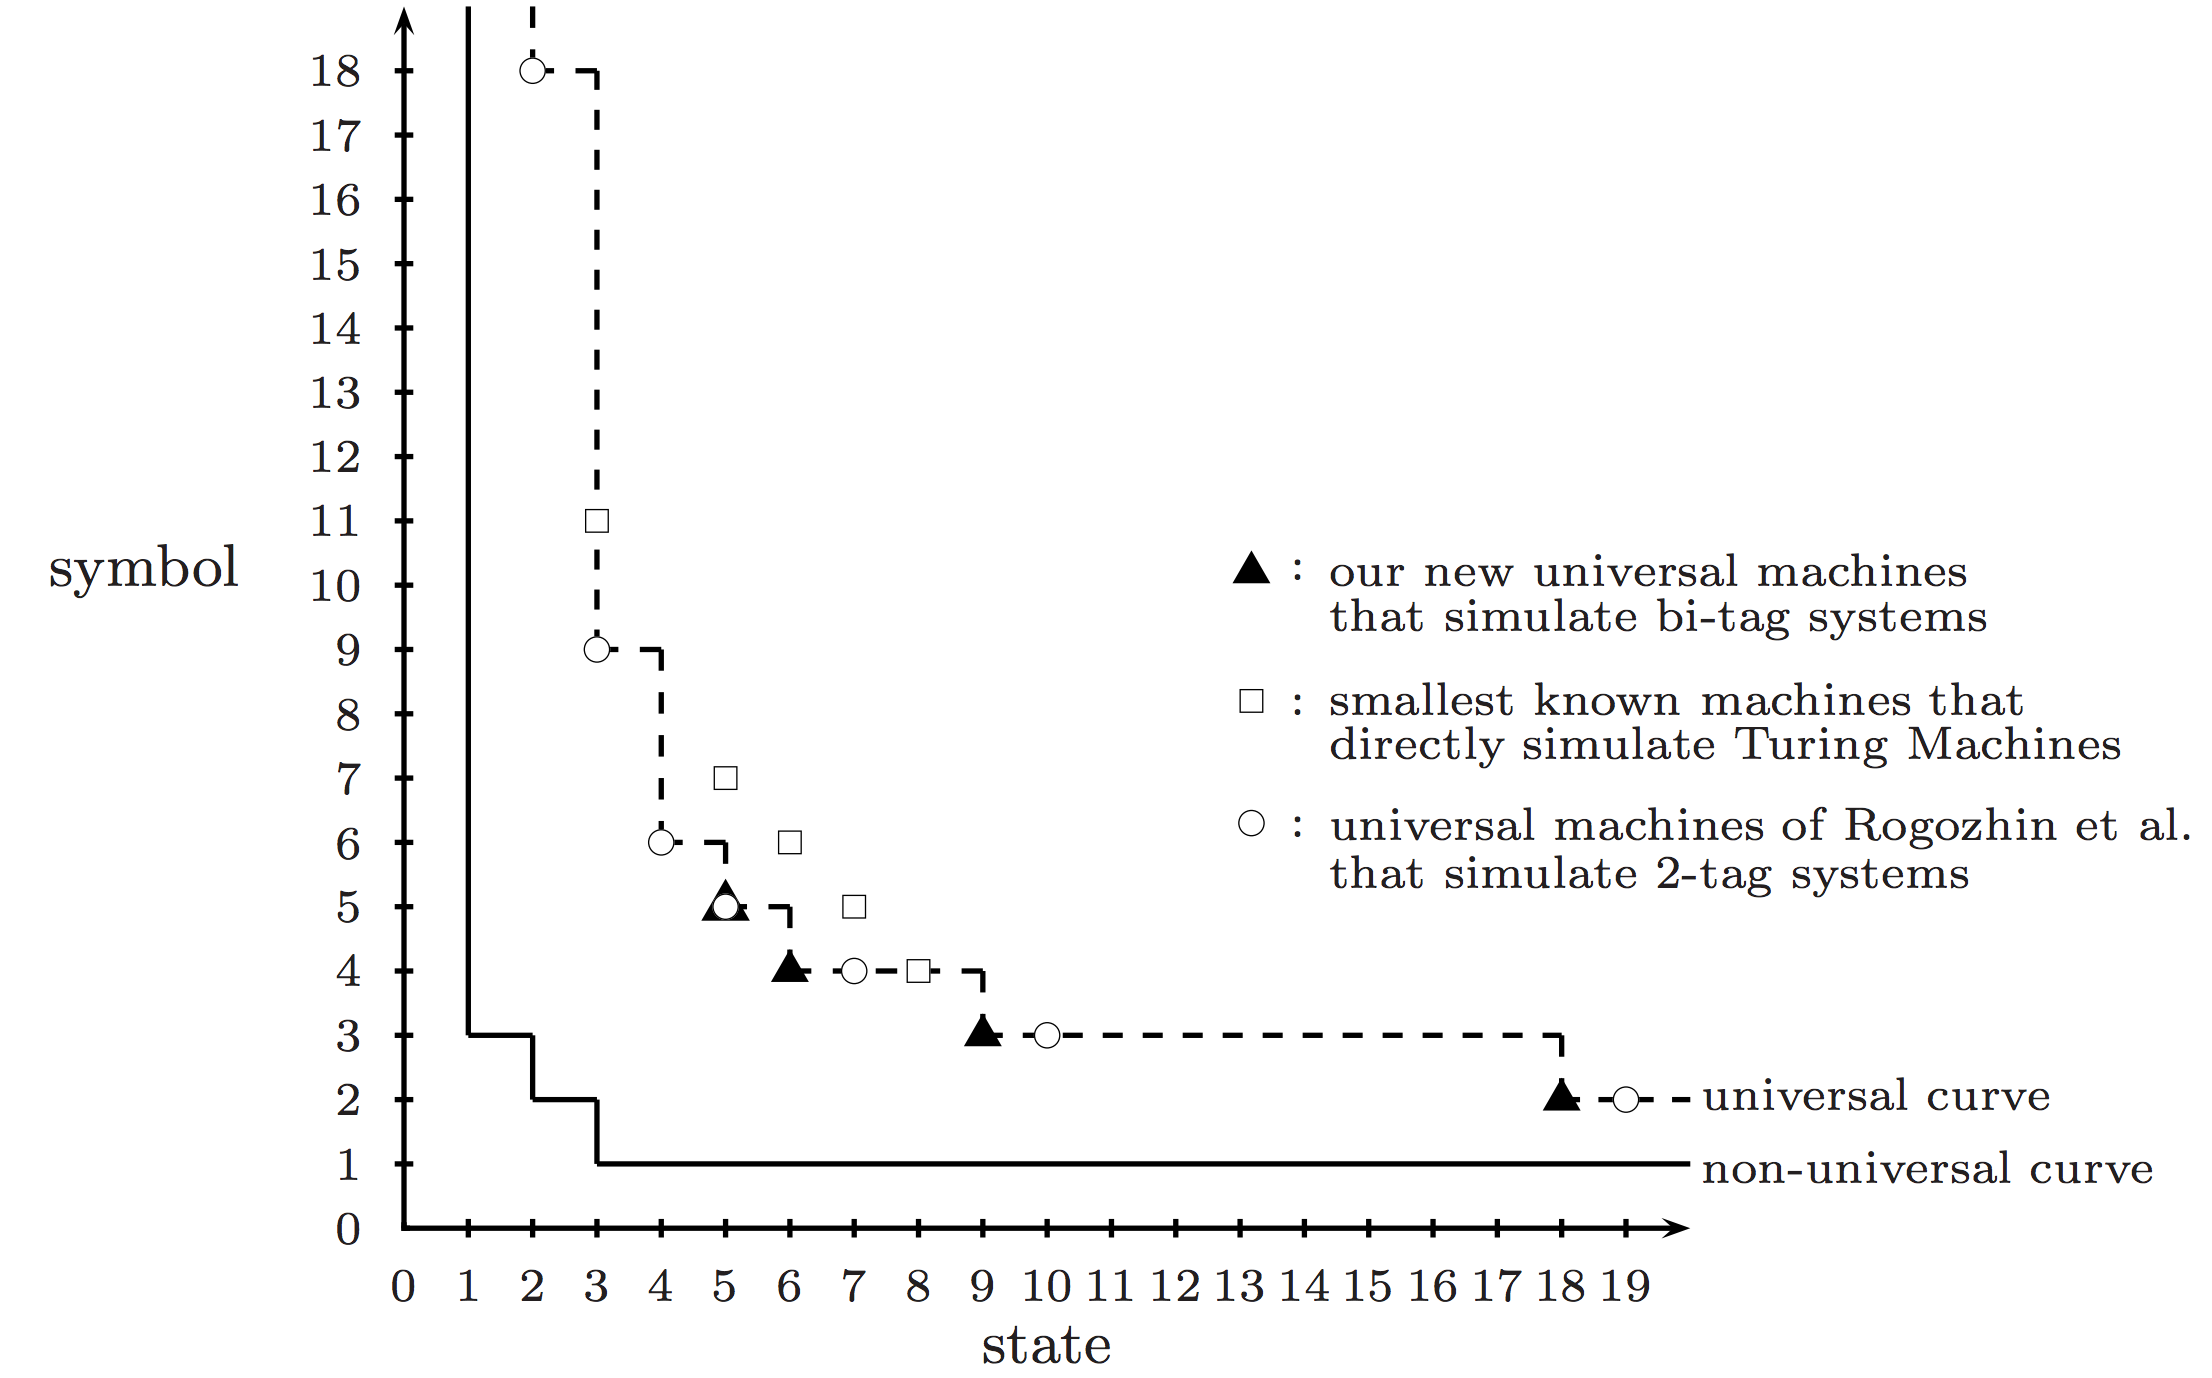 18
17
16
15
14
13
12
11
symbol
10
9
8
7
6
5
4
3
2
1
0
0 1 2 3 4 5 6 7 8 9 10 11 12 13 14 15 16 17 18 19
state
: our new universal machines
that simulate bi-tag systems
: smallest known machines that
directly simulate Turing Machines
: universal machines of Rogozhin et al.
that simulate 2-tag systems
universal curve
non-universal curve